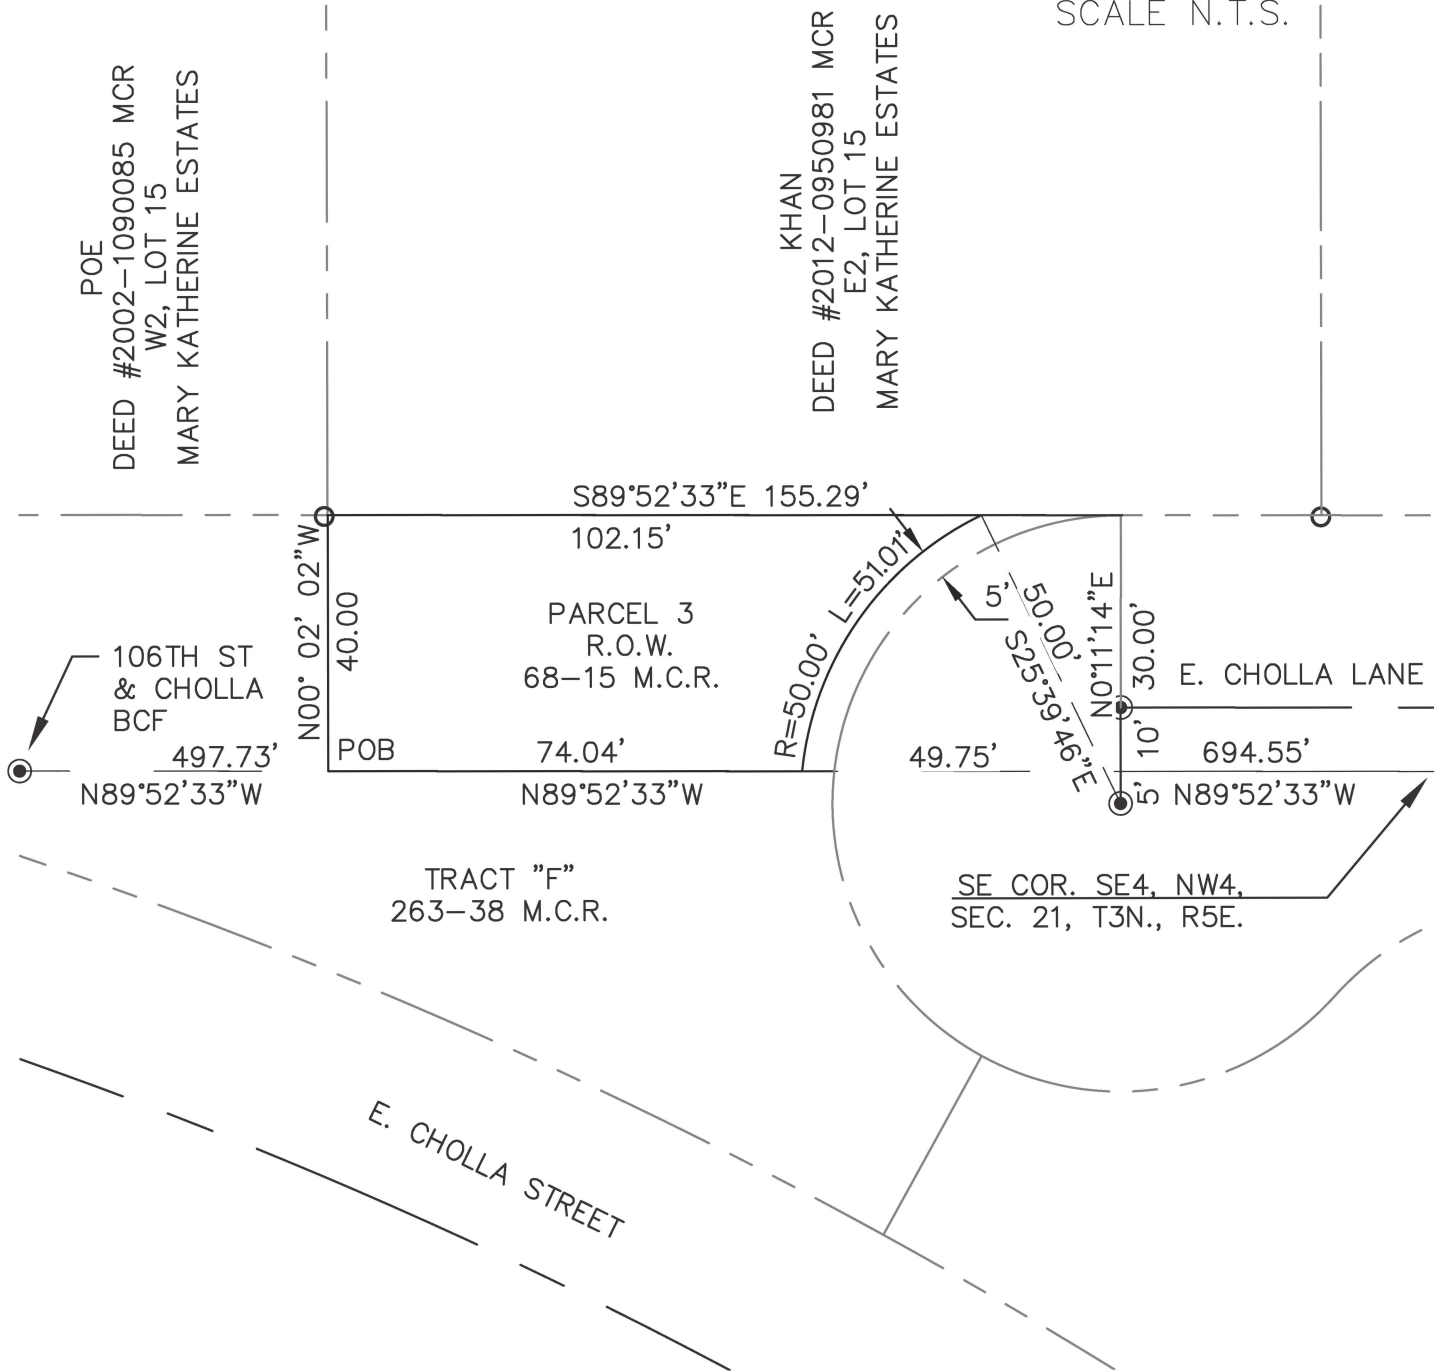 SCALE N.T.S.
POE
DEED #2002-1090085 MCR
W2, LOT 15
MARY KATHERINE ESTATES
KHAN
DEED #2012-0950981 MCR
E2, LOT 15
MARY KATHERINE ESTATES
S89°52'33"E 155.29'
102.15'
N00° 02' 02"W
40.00
PARCEL 3
R.O.W.
68-15 M.C.R.
R=50.00' L=51.01'
5'
50.00'
S25°39'46"E
N0°11'14"E
30.00'
E. CHOLLA LANE
106TH ST
& CHOLLA
BCF
497.73'
N89°52'33"W
POB
74.04'
N89°52'33"W
49.75'
10'
5'
694.55'
N89°52'33"W
TRACT "F"
263-38 M.C.R.
SE COR. SE4, NW4,
SEC. 21, T3N., R5E.
E. CHOLLA STREET